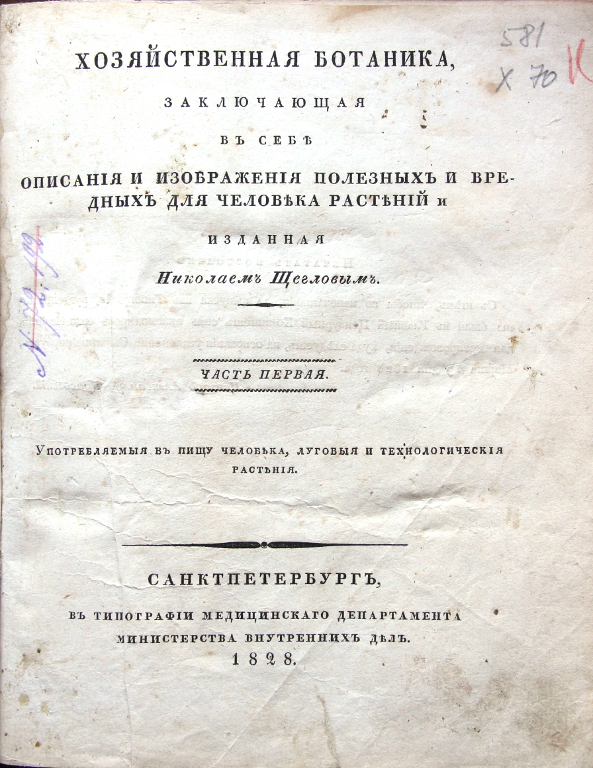 581
Х 70
ХОЗЯЙСТВЕННАЯ БОТАНИКА,
ЗАКЛЮЧАЮЩАЯ
ВЪ СЕБѢ
ОПИСАНІЯ И ИЗОБРАЖЕНІЯ ПОЛЕЗНЫХЪ И ВРЕ-
ДНЫХЪ ДЛЯ ЧЕЛОВѢКА РАСТѢНІЙ и
ИЗДАННАЯ
Николаемъ Щегловымъ.
ЧАСТЬ ПЕРВАЯ.
Употребляемыя въ пищу человѣка, луговыя и технологическія
растѣнія.
САНКТПЕТЕРБУРГЪ,
ВЪ ТИПОГРАФІИ МЕДИЦИНСКАГО ДЕПАРТАМЕНТА
МИНИСТЕРСТВА ВНУТРЕННИХЪ ДѢЛЪ.
1828.